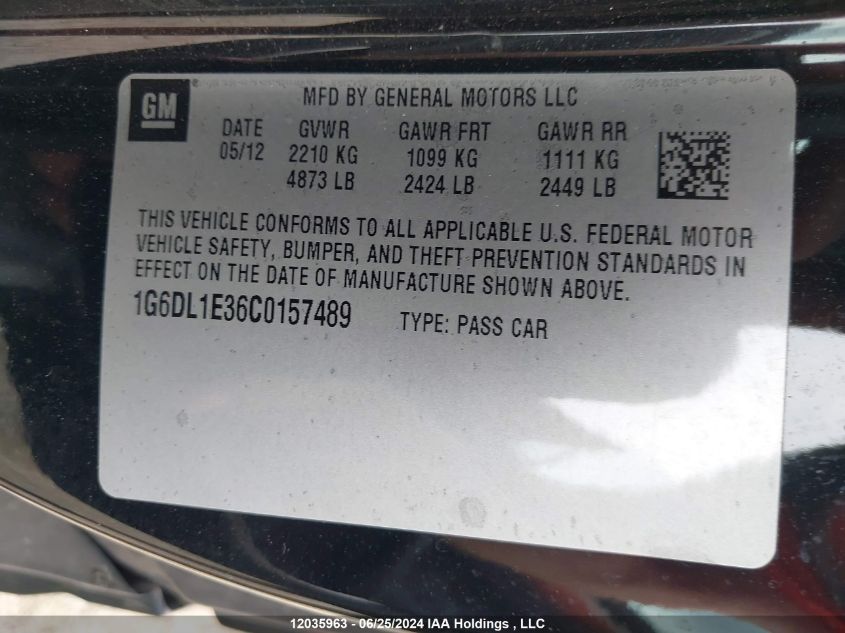 GM
MFD BY GENERAL MOTORS LLC
DATE GVWR GAWR FRT GAWR RR
05/12 2210 KG 1099 KG 1111 KG
4873 LB 2424 LB 2449 LB
THIS VEHICLE CONFORMS TO ALL APPLICABLE U.S. FEDERAL MOTOR
VEHICLE SAFETY, BUMPER, AND THEFT PREVENTION STANDARDS IN
EFFECT ON THE DATE OF MANUFACTURE SHOWN ABOVE.
1G6DL1E36C0157489 TYPE: PASS CAR
12035963 - 06/25/2024 IAA Holdings , LLC